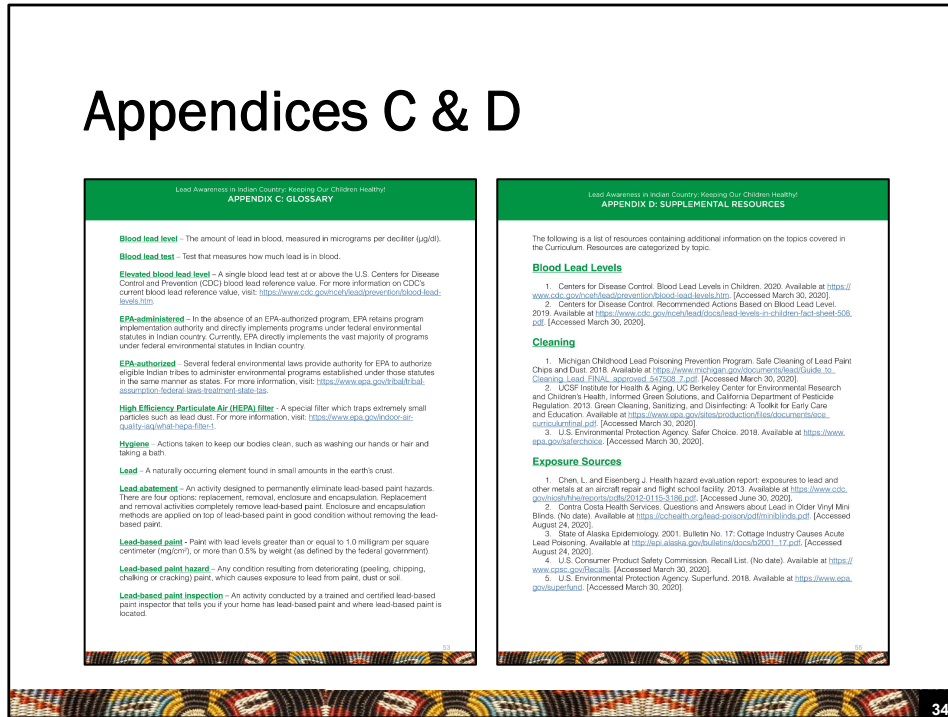 Appendices C & D
Lead Awareness in Indian Country: Keeping Our Children Healthy!
APPENDIX C: GLOSSARY
Blood lead level – The amount of lead in blood, measured in micrograms per deciliter (µg/dl).
Blood lead test – Test that measures how much lead is in blood.
Elevated blood lead level – A single blood lead test at or above the U.S. Centers for Disease
Control and Prevention (CDC) blood lead reference value. For more information on CDC's
current blood lead reference value, visit: https://www.cdc.gov/nceh/lead/prevention/blood-lead-
levels.htm.
EPA-administered – In the absence of an EPA-authorized program, EPA retains program
implementation authority and directly implements programs under federal environmental
statutes in Indian country. Currently, EPA directly implements the vast majority of programs
under federal environmental statutes in Indian country.
EPA-authorized – Several federal environmental laws provide authority for EPA to authorize
eligible Indian tribes to administer environmental programs established under those statutes
in the same manner as states. For more information, visit: https://www.epa.gov/tribal/tribal-
assumption-federal-laws-treatment-state-tas.
High Efficiency Particulate Air (HEPA) filter - A special filter which traps extremely small
particles such as lead dust. For more information, visit: https://www.epa.gov/indoor-air-
quality-iaq/what-hepa-filter-1.
Hygiene – Actions taken to keep our bodies clean, such as washing our hands or hair and
taking a bath.
Lead – A naturally occurring element found in small amounts in the earth's crust.
Lead abatement – An activity designed to permanently eliminate lead-based paint hazards.
There are four options: replacement, removal, enclosure and encapsulation. Replacement
and removal activities completely remove lead-based paint. Enclosure and encapsulation
methods are applied on top of lead-based paint in good condition without removing the lead-
based paint.
Lead-based paint - Paint with lead levels greater than or equal to 1.0 milligram per square
centimeter (mg/cm²), or more than 0.5% by weight (as defined by the federal government).
Lead-based paint hazard – Any condition resulting from deteriorating (peeling, chipping,
chalking or cracking) paint, which causes exposure to lead from paint, dust or soil.
Lead-based paint inspection – An activity conducted by a trained and certified lead-based
paint inspector that tells you if your home has lead-based paint and where lead-based paint is
located.
53
Lead Awareness in Indian Country: Keeping Our Children Healthy!
APPENDIX D: SUPPLEMENTAL RESOURCES
The following is a list of resources containing additional information on the topics covered in
the Curriculum. Resources are categorized by topic.
Blood Lead Levels
1. Centers for Disease Control. Blood Lead Levels in Children. 2020. Available at https://
www.cdc.gov/nceh/lead/prevention/blood-lead-levels.htm. [Accessed March 30, 2020].
2. Centers for Disease Control. Recommended Actions Based on Blood Lead Level.
2019. Available at https://www.cdc.gov/nceh/lead/docs/lead-levels-in-children-fact-sheet-508.
pdf. [Accessed March 30, 2020].
Cleaning
1. Michigan Childhood Lead Poisoning Prevention Program. Safe Cleaning of Lead Paint
Chips and Dust. 2018. Available at https://www.michigan.gov/documents/lead/Guide_to_
Cleaning_Lead_FINAL_approved_547508_7.pdf. [Accessed March 30, 2020].
2. UCSF Institute for Health & Aging, UC Berkeley Center for Environmental Research
and Children's Health, Informed Green Solutions, and California Department of Pesticide
Regulation. 2013. Green Cleaning, Sanitizing, and Disinfecting: A Toolkit for Early Care
and Education. Available at https://www.epa.gov/sites/production/files/documents/ece_
curriculumfinal.pdf. [Accessed March 30, 2020].
3. U.S. Environmental Protection Agency. Safer Choice. 2018. Available at https://www.
epa.gov/saferchoice. [Accessed March 30, 2020].
Exposure Sources
1. Chen, L. and Eisenberg J. Health hazard evaluation report: exposures to lead and
other metals at an aircraft repair and flight school facility. 2013. Available at https://www.cdc.
gov/niosh/hhe/reports/pdfs/2012-0115-3186.pdf. [Accessed June 30, 2020].
2. Contra Costa Health Services. Questions and Answers about Lead in Older Vinyl Mini
Blinds. (No date). Available at https://cchealth.org/lead-poison/pdf/miniblinds.pdf. [Accessed
August 24, 2020].
3. State of Alaska Epidemiology. 2001. Bulletin No. 17: Cottage Industry Causes Acute
Lead Poisoning. Available at http://epi.alaska.gov/bulletins/docs/b2001_17.pdf. [Accessed
August 24, 2020].
4. U.S. Consumer Product Safety Commission. Recall List. (No date). Available at https://
www.cpsc.gov/Recalls. [Accessed March 30, 2020].
5. U.S. Environmental Protection Agency. Superfund. 2018. Available at https://www.epa.
gov/superfund. [Accessed March 30, 2020].
55
34